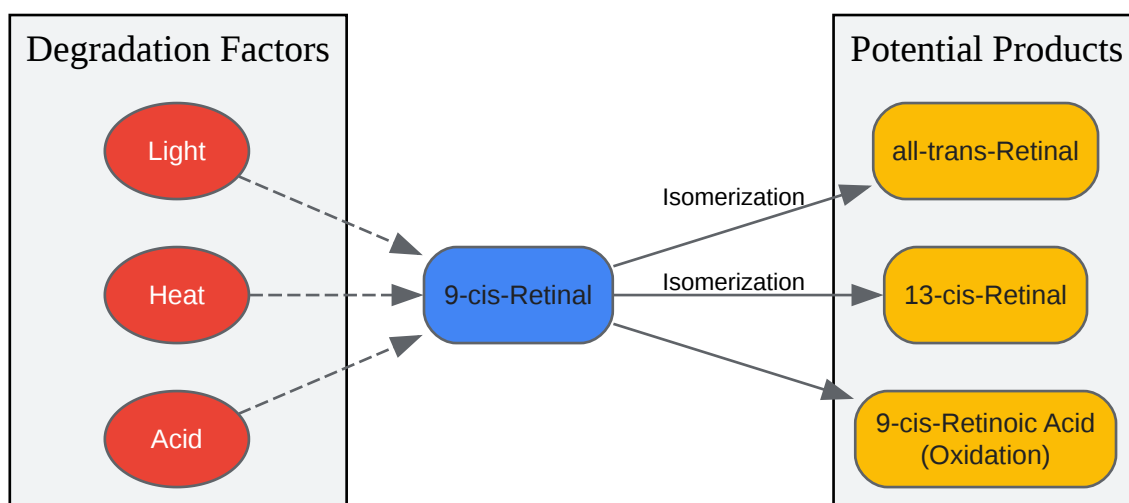 Degradation Factors
Light
Heat
Acid
9-cis-Retinal
Isomerization
Isomerization
Potential Products
all-trans-Retinal
13-cis-Retinal
9-cis-Retinoic Acid
(Oxidation)